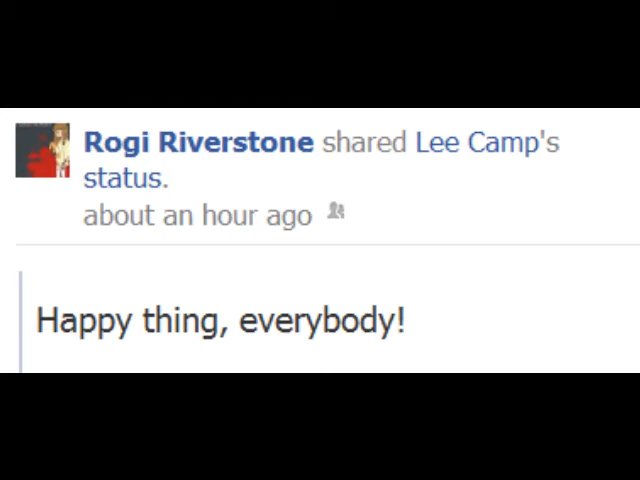 Rogi Riverstone shared Lee Camp's
status.
about an hour ago
Happy thing, everybody!